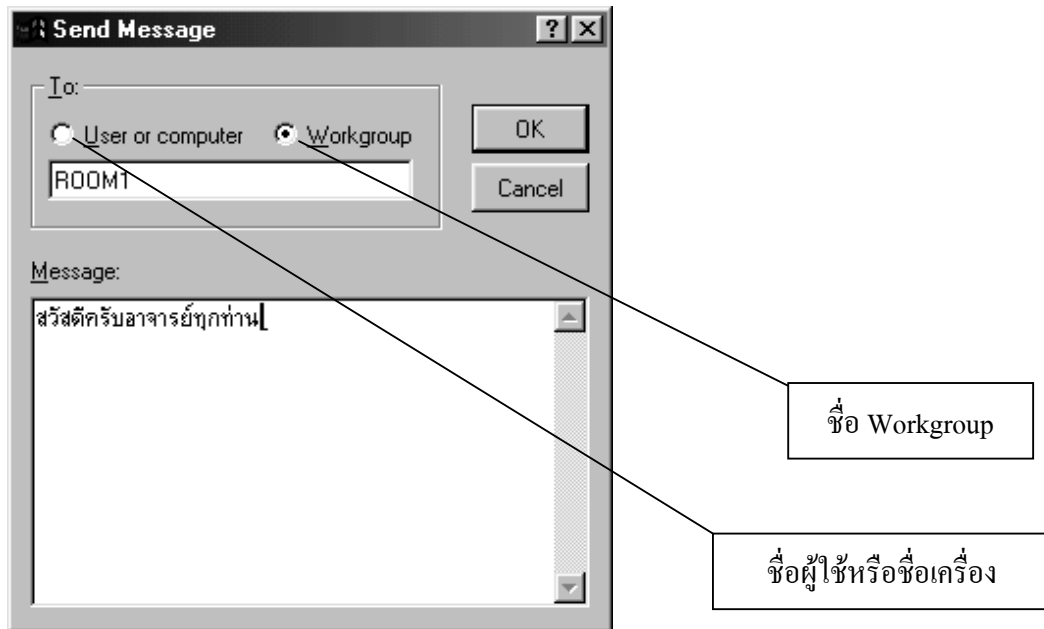 Send Message
To:
User or computer
Workgroup
OK
ROOM1
Cancel
Message:
สวัสดีครับอาจารย์ทุกท่าน
ชื่อ Workgroup
ชื่อผู้ใช้หรือชื่อเครื่อง